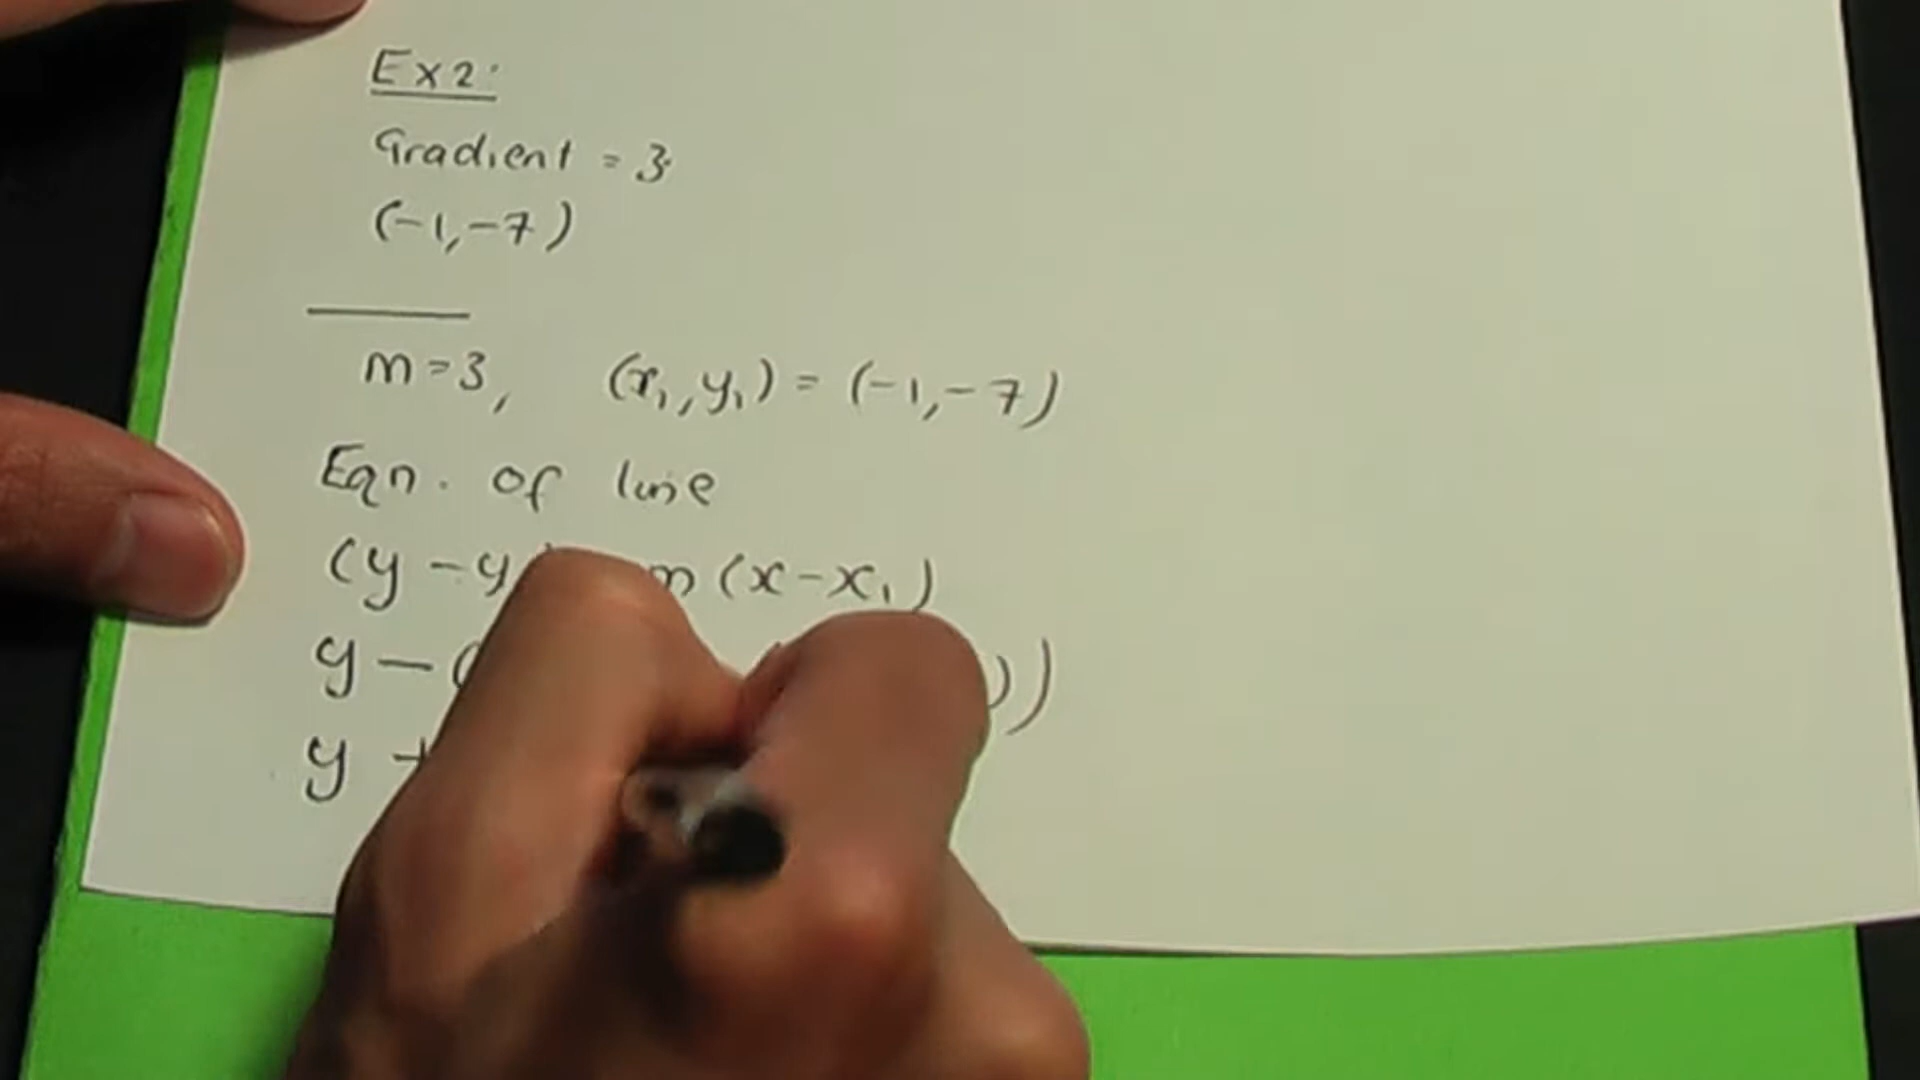 Ex2:
Gradient = 3
(-1,-7)
m=3, (x₁,y₁) = (-1,-7)
Eqn. of line
(y-y m(x-x₁)
y-( ))
y +